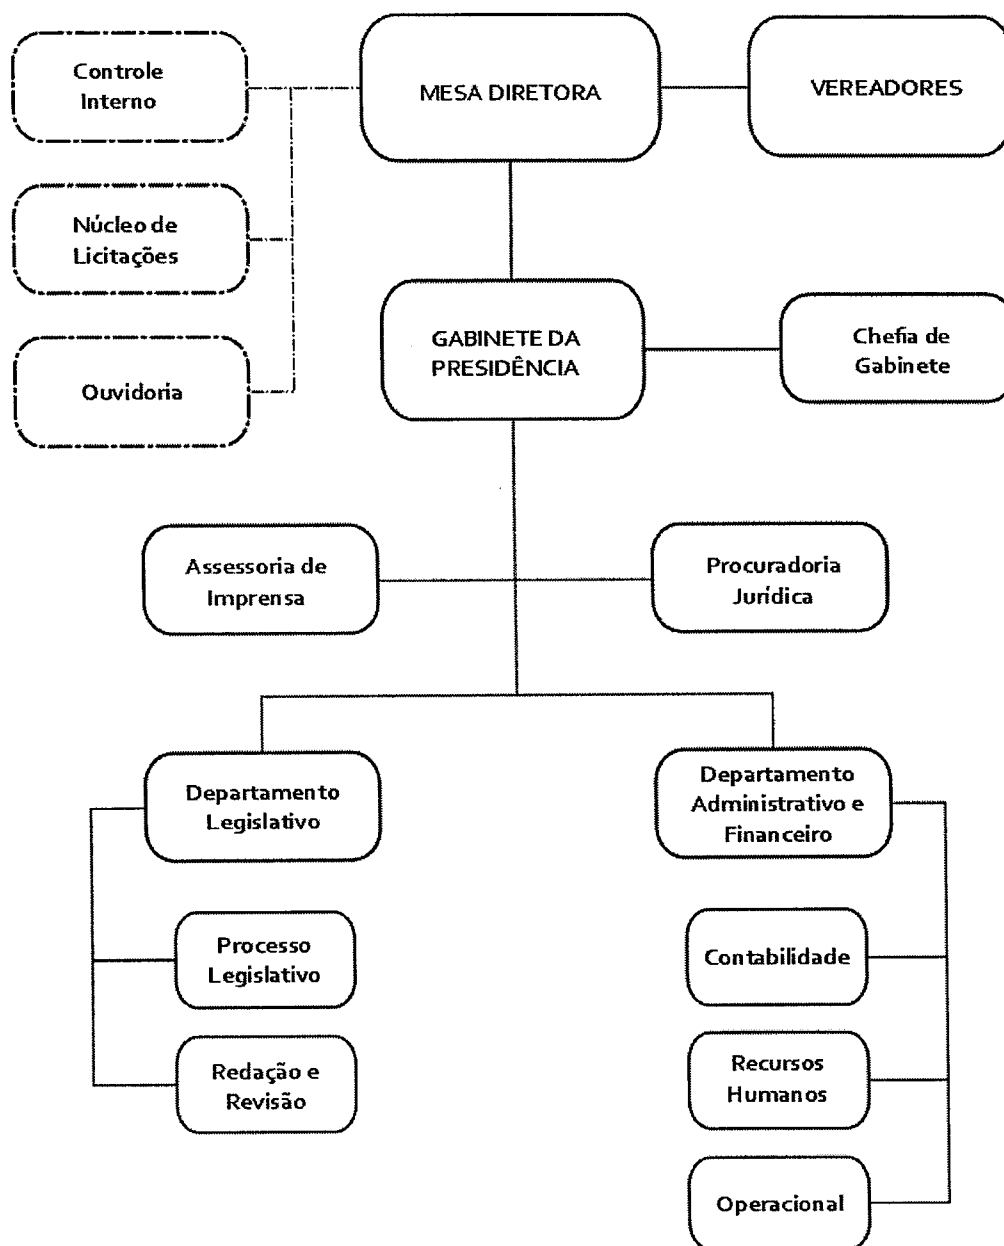 Controle
Interno
MESA DIRETORA
VEREADORES
Núcleo de
Licitações
GABINETE DA
PRESIDÊNCIA
Chefia de
Gabinete
Ouvidoria
Assessoria de
Imprensa
Procuradoria
Jurídica
Departamento
Legislativo
Departamento
Administrativo e
Financeiro
Processo
Legislativo
Contabilidade
Redação e
Revisão
Recursos
Humanos
Operacional